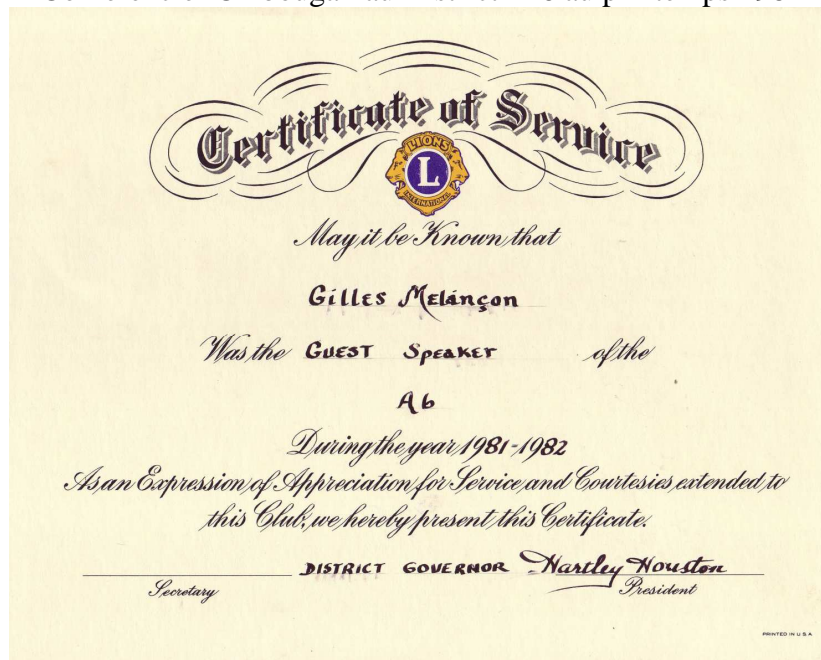 Certificate of Service
LIONS
L
INTERNATIONAL
May it be Known that
Gilles Melançon
Was the GUEST SPEAKER of the
A6
During the year 1981-1982
As an Expression of Appreciation for Service and Courtesies extended to
this Club, we hereby present this Certificate.
DISTRICT GOVERNOR Hartley Houston
Secretary President
PRINTED IN U S A